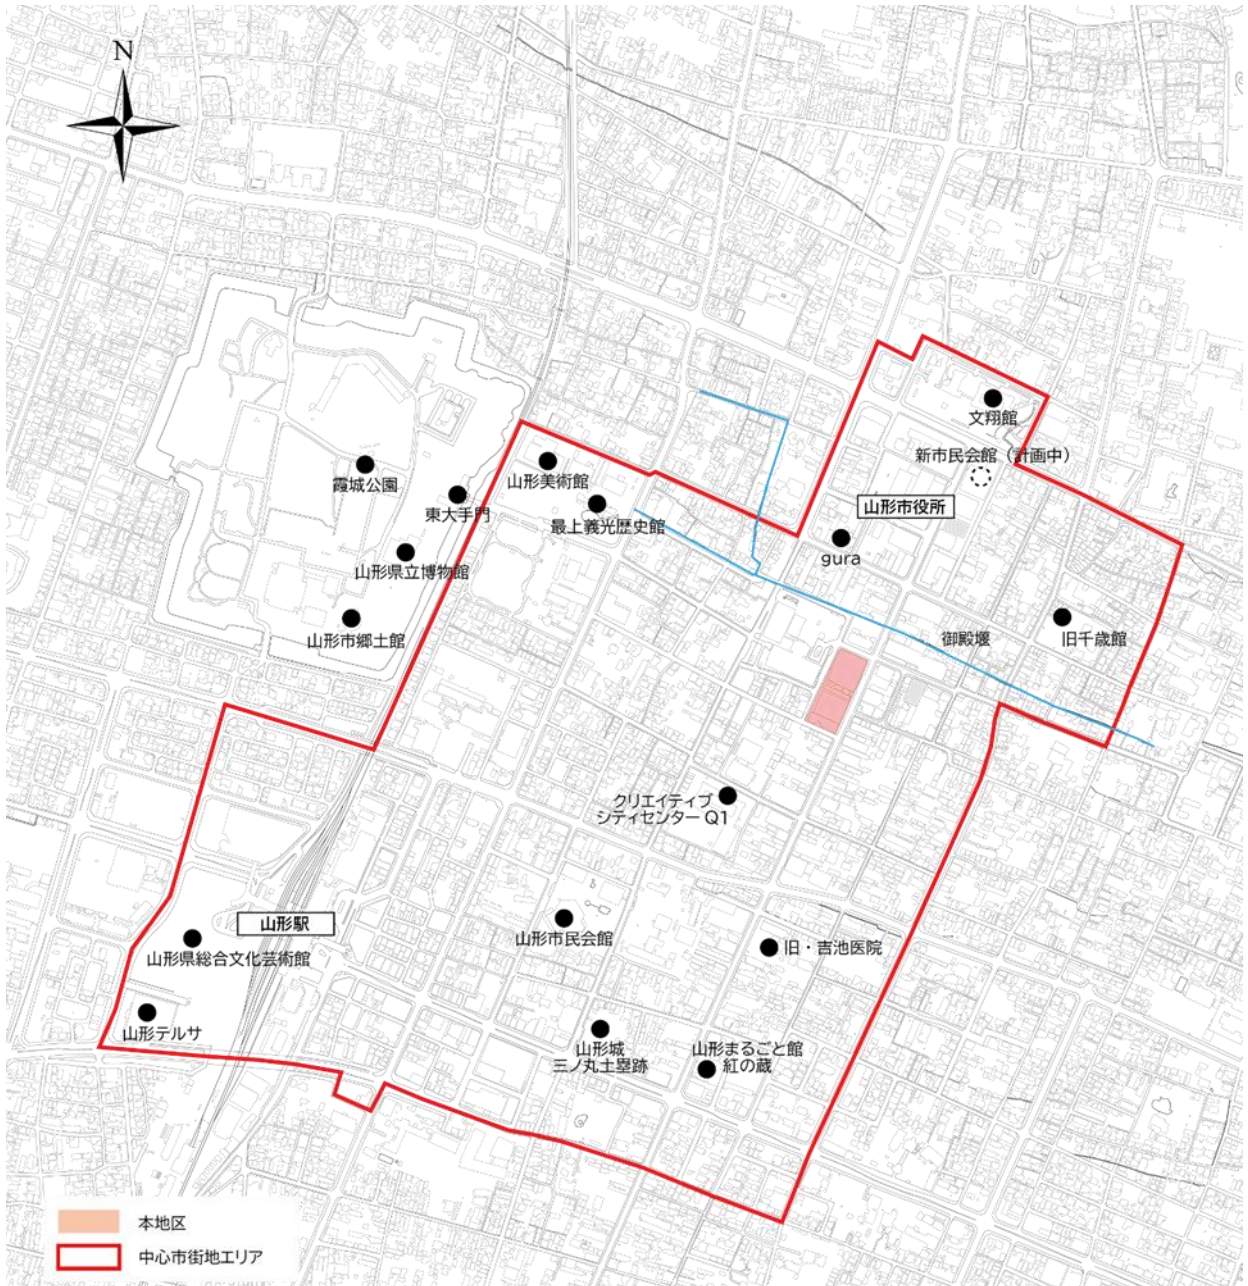 N
文翔館
新市民会館（計画中）
山形美術館
霞城公園
東大手門
最上義光歴史館
山形市役所
gura
山形県立博物館
山形市郷土館
御殿堰
旧千歳館
クリエイティブ
シティセンター Q1
山形駅
山形市民会館
旧・吉池医院
山形県総合文化芸術館
山形テルサ
山形城
三ノ丸土塁跡
山形まるごと館
紅の蔵
本地区
中心市街地エリア